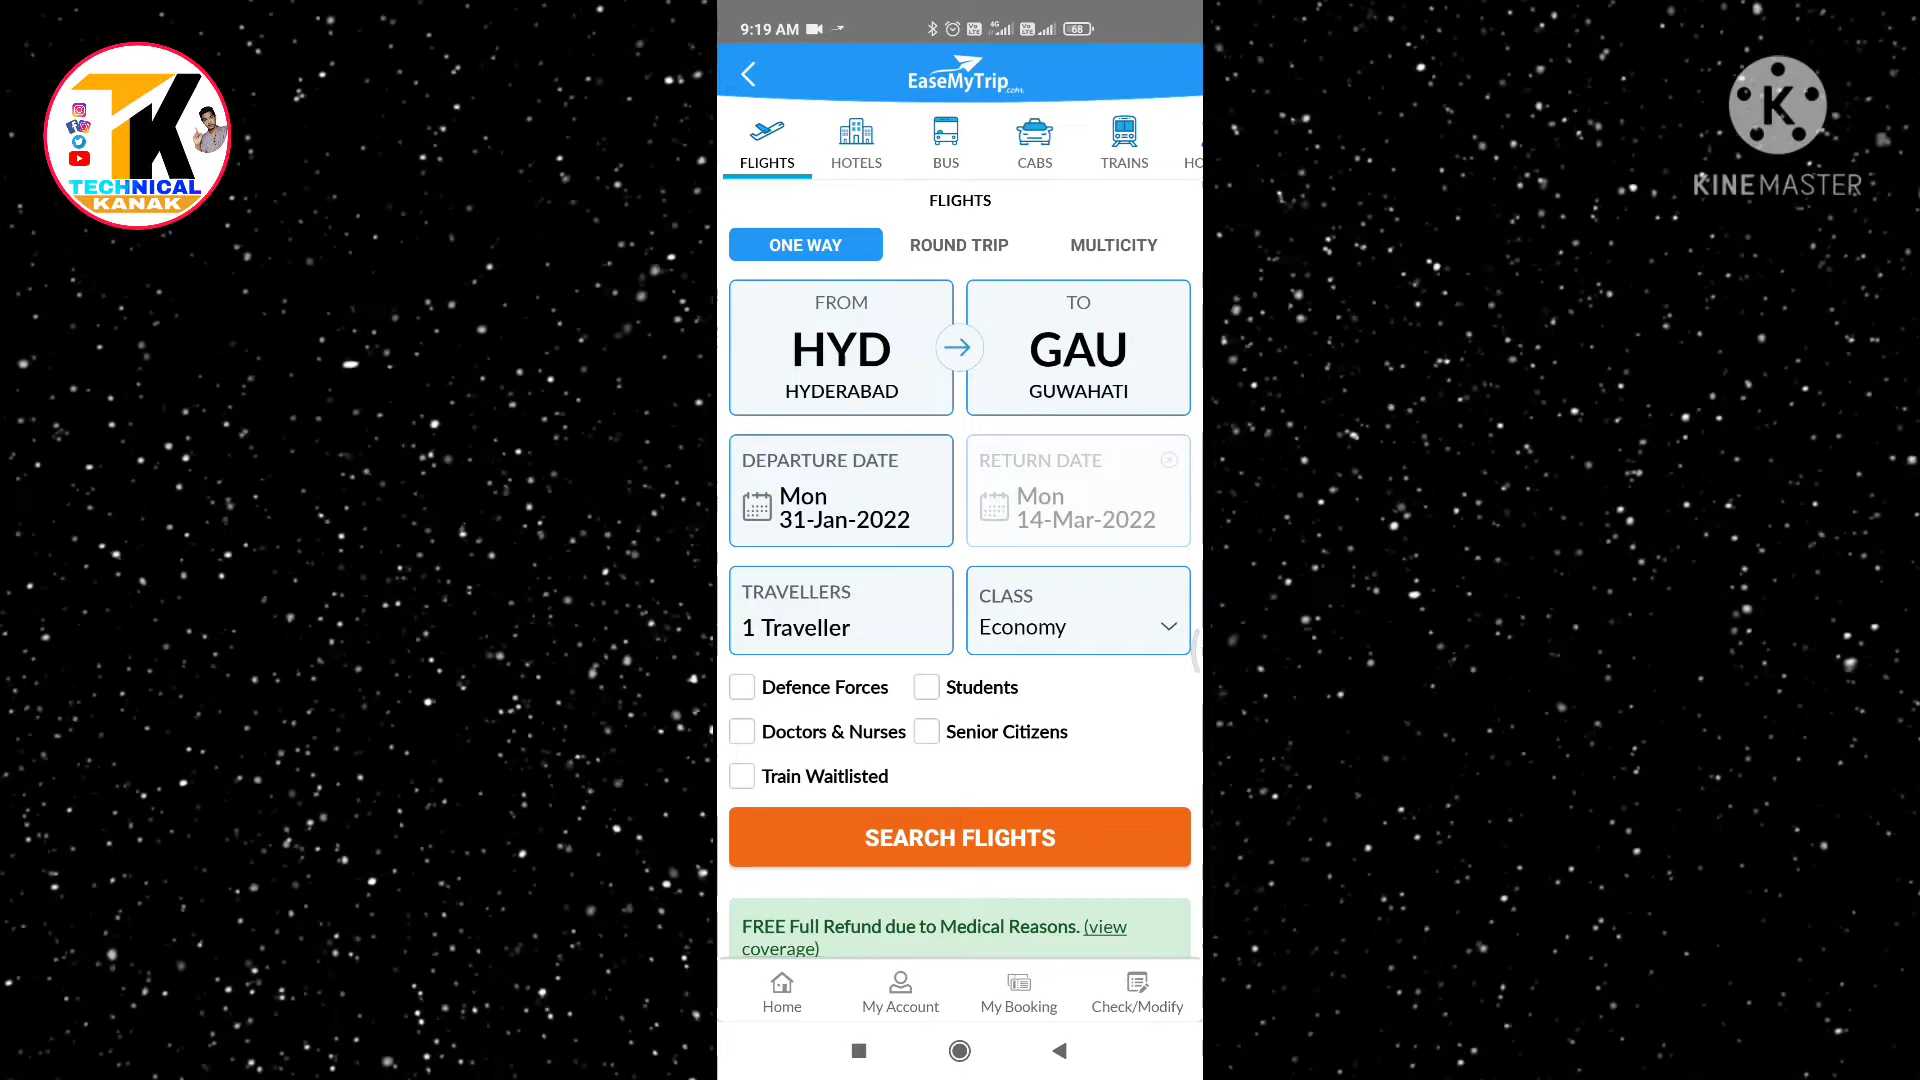 TECHNICAL
KANAK
K
KINEMASTER
9:19 AM
4G
68
EaseMyTrip.com
FLIGHTS
HOTELS
BUS
CABS
TRAINS
HO
FLIGHTS
ONE WAY
ROUND TRIP
MULTICITY
FROM
HYD
HYDERABAD
TO
GAU
GUWAHATI
DEPARTURE DATE
Mon
31-Jan-2022
RETURN DATE
Mon
14-Mar-2022
TRAVELLERS
1 Traveller
CLASS
Economy
Defence Forces
Students
Doctors & Nurses
Senior Citizens
Train Waitlisted
SEARCH FLIGHTS
FREE Full Refund due to Medical Reasons. (view
coverage)
Home
My Account
My Booking
Check/Modify